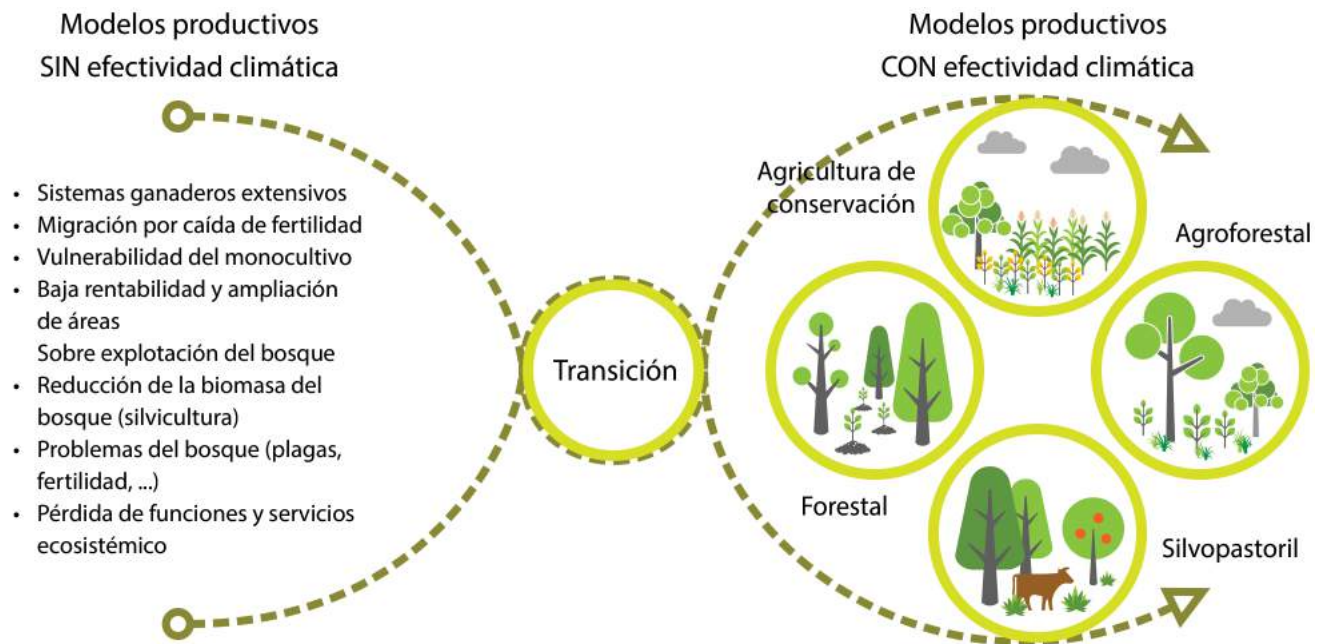 Modelos productivos
SIN efectividad climática
• Sistemas ganaderos extensivos
• Migración por caída de fertilidad
• Vulnerabilidad del monocultivo
• Baja rentabilidad y ampliación
de áreas
Sobre explotación del bosque
• Reducción de la biomasa del
bosque (silvicultura)
• Problemas del bosque (plagas,
fertilidad, ...)
• Pérdida de funciones y servicios
ecosistémico
Transición
Modelos productivos
CON efectividad climática
Agricultura de
conservación
Agroforestal
Forestal
Silvopastoril